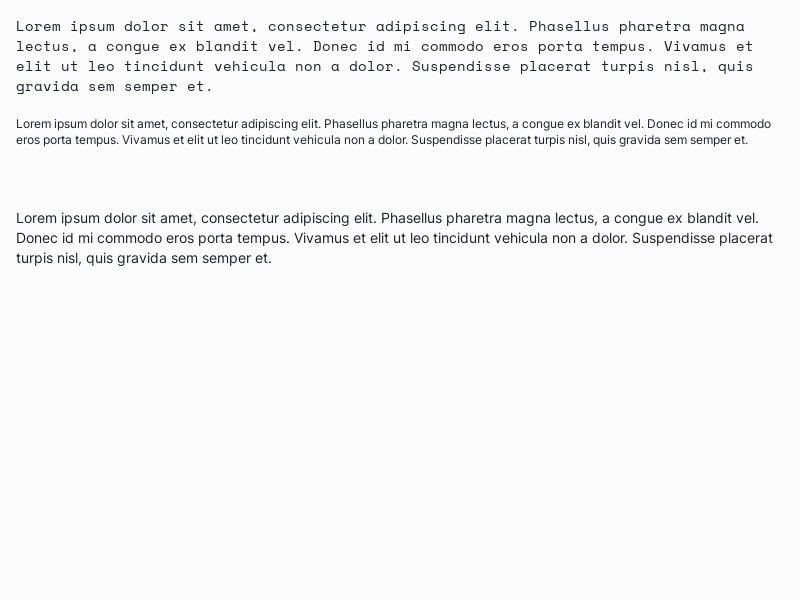 Lorem ipsum dolor sit amet, consectetur adipiscing elit. Phasellus pharetra magna
lectus, a congue ex blandit vel. Donec id mi commodo eros porta tempus. Vivamus et
elit ut leo tincidunt vehicula non a dolor. Suspendisse placerat turpis nisl, quis
gravida sem semper et.
Lorem ipsum dolor sit amet, consectetur adipiscing elit. Phasellus pharetra magna lectus, a congue ex blandit vel. Donec id mi commodo
eros porta tempus. Vivamus et elit ut leo tincidunt vehicula non a dolor. Suspendisse placerat turpis nisl, quis gravida sem semper et.
Lorem ipsum dolor sit amet, consectetur adipiscing elit. Phasellus pharetra magna lectus, a congue ex blandit vel.
Donec id mi commodo eros porta tempus. Vivamus et elit ut leo tincidunt vehicula non a dolor. Suspendisse placerat
turpis nisl, quis gravida sem semper et.